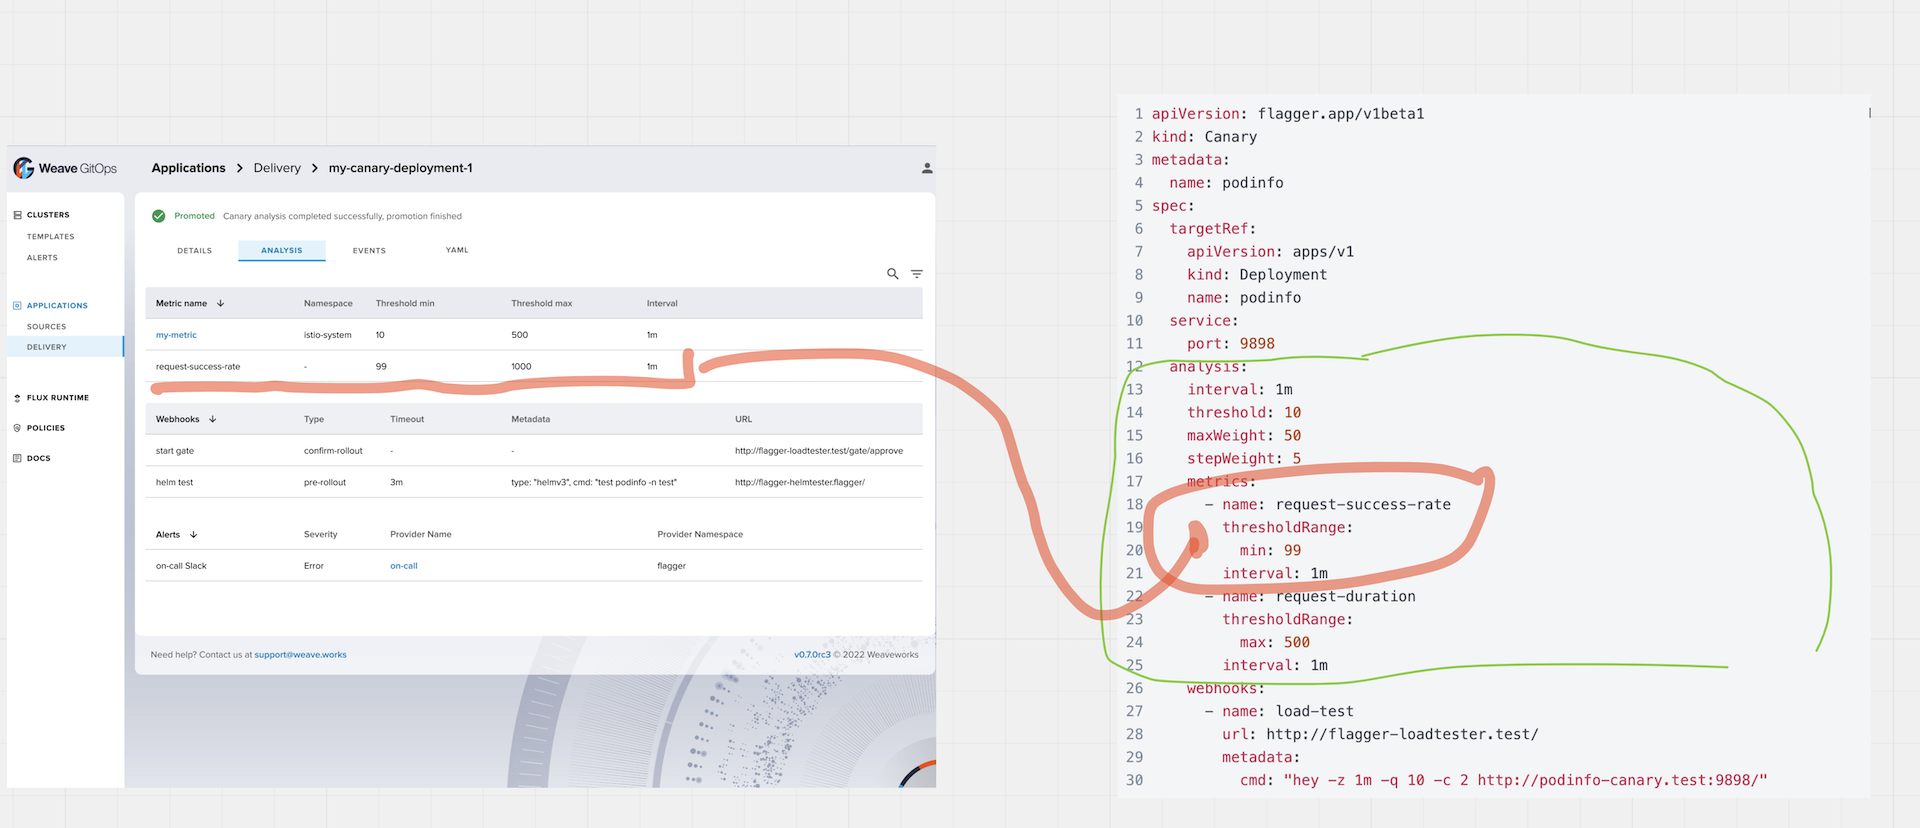 Weave GitOps
Applications > Delivery > my-canary-deployment-1
CLUSTERS
TEMPLATES
ALERTS
APPLICATIONS
SOURCES
DELIVERY
FLUX RUNTIME
POLICIES
DOCS
Promoted Canary analysis completed successfully, promotion finished
DETAILS ANALYSIS EVENTS YAML
Metric name Namespace Threshold min Threshold max Interval
my-metric istio-system 10 500 1m
request-success-rate - 99 1000 1m
Webhooks Type Timeout Metadata URL
start gate confirm-rollout - - http://flagger-loadtester.test/gate/approve
helm test pre-rollout 3m type: "helmv3", cmd: "test podinfo -n test" http://flagger-helmtester.flagger/
Alerts Severity Provider Name Provider Namespace
on-call Slack Error on-call flagger
Need help? Contact us at support@weave.works
v0.7.0rc3 © 2022 Weaveworks
1 apiVersion: flagger.app/v1beta1
2 kind: Canary
3 metadata:
4 name: podinfo
5 spec:
6 targetRef:
7 apiVersion: apps/v1
8 kind: Deployment
9 name: podinfo
10 service:
11 port: 9898
12 analysis:
13 interval: 1m
14 threshold: 10
15 maxWeight: 50
16 stepWeight: 5
17 metrics:
18 - name: request-success-rate
19 thresholdRange:
20 min: 99
21 interval: 1m
22 - name: request-duration
23 thresholdRange:
24 max: 500
25 interval: 1m
26 webhooks:
27 - name: load-test
28 url: http://flagger-loadtester.test/
29 metadata:
30 cmd: "hey -z 1m -q 10 -c 2 http://podinfo-canary.test:9898/"